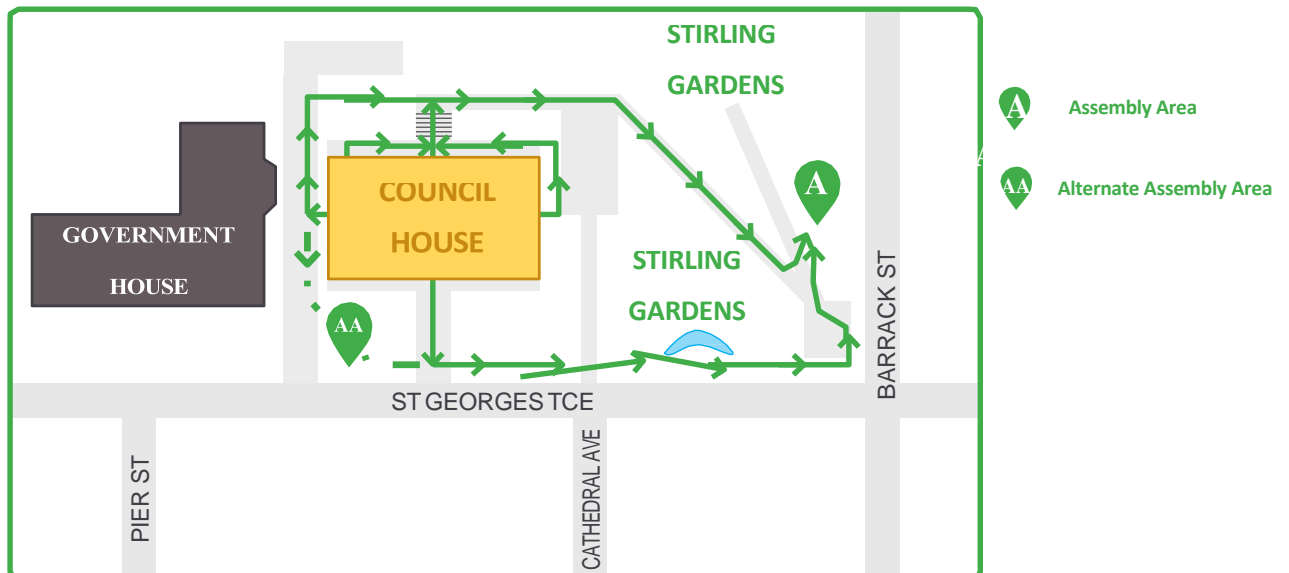 STIRLING
GARDENS
A
Assembly Area
A
AA
Alternate Assembly Area
A
COUNCIL
HOUSE
GOVERNMENT
HOUSE
STIRLING
GARDENS
AA
BARRACK ST
ST GEORGES TCE
PIER ST
CATHEDRAL AVE